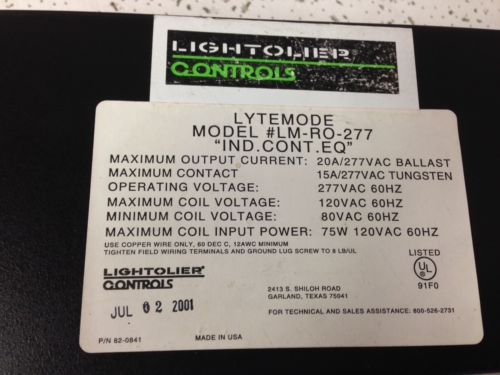 LIGHTOLIER
CONTROLS
LYTEMODE
MODEL #LM-RO-277
"IND.CONT.EQ"
MAXIMUM OUTPUT CURRENT: 20A/277VAC BALLAST
MAXIMUM CONTACT 15A/277VAC TUNGSTEN
OPERATING VOLTAGE: 277VAC 60HZ
MAXIMUM COIL VOLTAGE: 120VAC 60HZ
MINIMUM COIL VOLTAGE: 80VAC 60HZ
MAXIMUM COIL INPUT POWER: 75W 120VAC 60HZ
USE COPPER WIRE ONLY, 60 DEC C, 12AWC MINIMUM
TIGHTEN FIELD WIRING TERMINALS AND GROUND LUG SCREW TO 8 LB/UL
LISTED
UL
91F0
LIGHTOLIER
CONTROLS
2413 S. SHILOH ROAD
GARLAND, TEXAS 75041
JUL 02 2001
FOR TECHNICAL AND SALES ASSISTANCE: 800-526-2731
P/N 82-0841
MADE IN USA